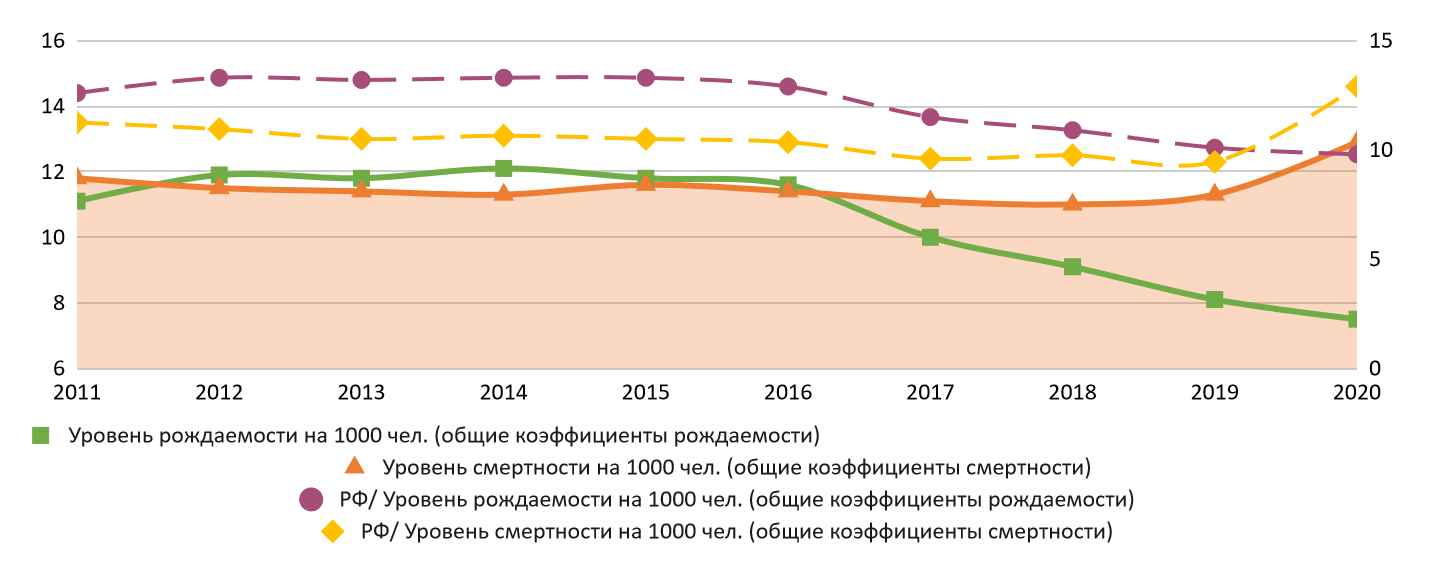 16
15
14
12
10
10
8
5
6
0
2011 2012 2013 2014 2015 2016 2017 2018 2019 2020
Уровень рождаемости на 1000 чел. (общие коэффициенты рождаемости)
Уровень смертности на 1000 чел. (общие коэффициенты смертности)
РФ/ Уровень рождаемости на 1000 чел. (общие коэффициенты рождаемости)
РФ/ Уровень смертности на 1000 чел. (общие коэффициенты смертности)